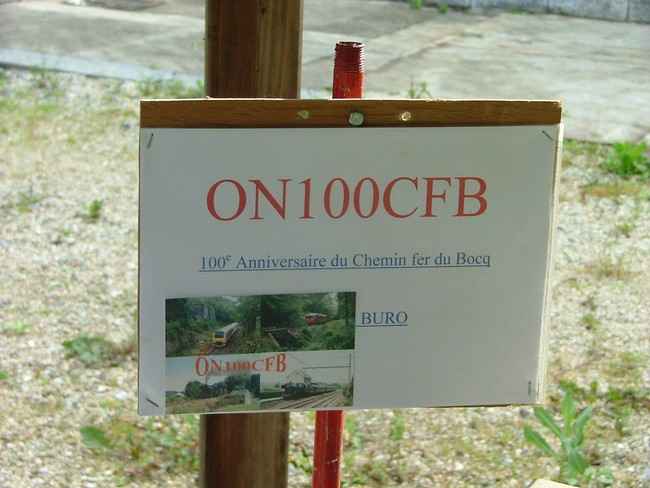 ON100CFB
100e Anniversaire du Chemin fer du Bocq
BURO
ON100CFB